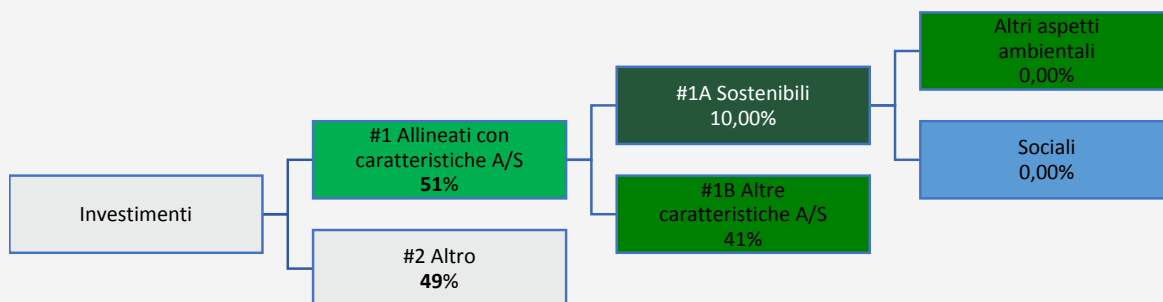 Investimenti
#1 Allineati con
caratteristiche A/S
51%
#2 Altro
49%
#1A Sostenibili
10,00%
#1B Altre
caratteristiche A/S
41%
Altri aspetti
ambientali
0,00%
Sociali
0,00%